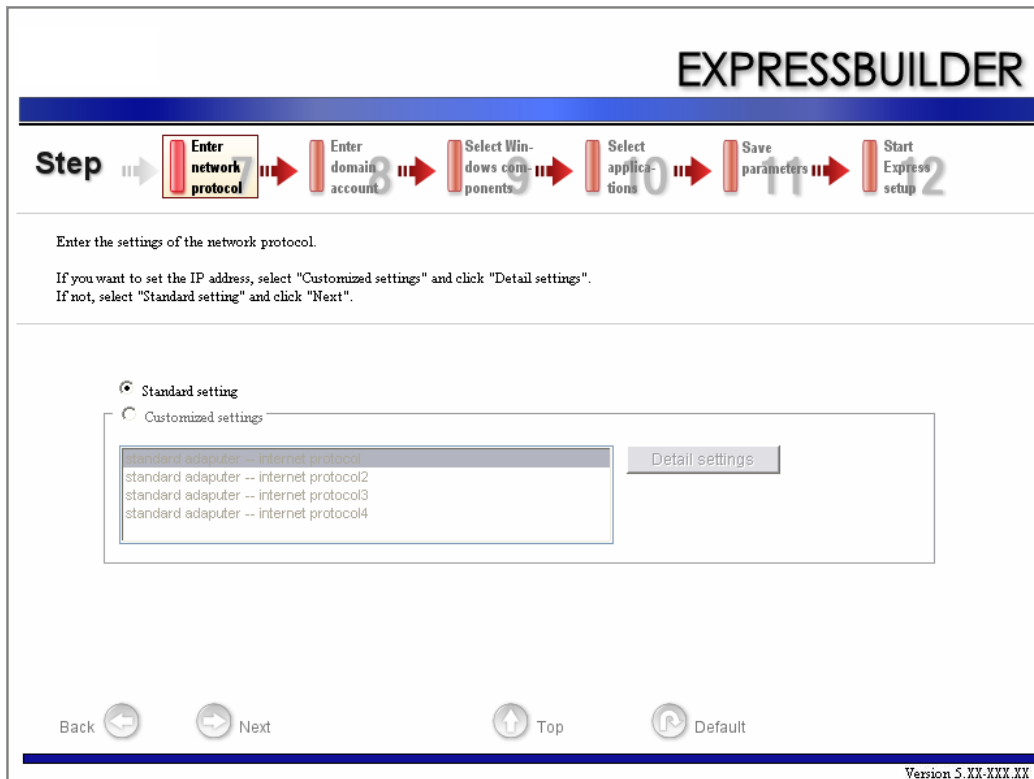 EXPRESSBUILDER
Step
Enter network protocol 7
Enter domain account 8
Select Win-dows com-ponents 9
Select applica-tions 10
Save parameters 11
Start Express setup 12
Enter the settings of the network protocol.
If you want to set the IP address, select "Customized settings" and click "Detail settings".
If not, select "Standard setting" and click "Next".
Standard setting
Customized settings
standard adaputer -- internet protocol
standard adaputer -- internet protocol2
standard adaputer -- internet protocol3
standard adaputer -- internet protocol4
Detail settings
Back
Next
Top
Default
Version 5.XX-XXX.XX